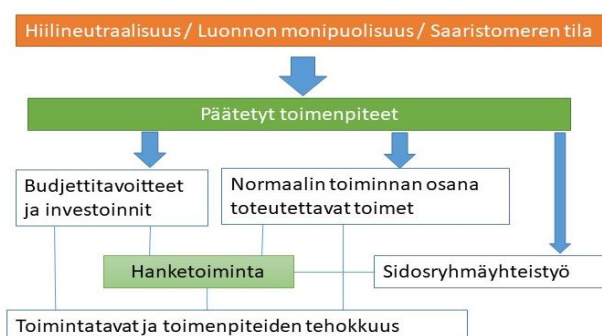 Hiilineutraalisuus / Luonnon monipuolisuus / Saaristomeren tila
Päätetyt toimenpiteet
Budjettitavoitteet
ja investoinnit
Normaalin toiminnan osana
toteutettavat toimet
Hanketoiminta
Sidosryhmäyhteistyö
Toimintatavat ja toimenpiteiden tehokkuus